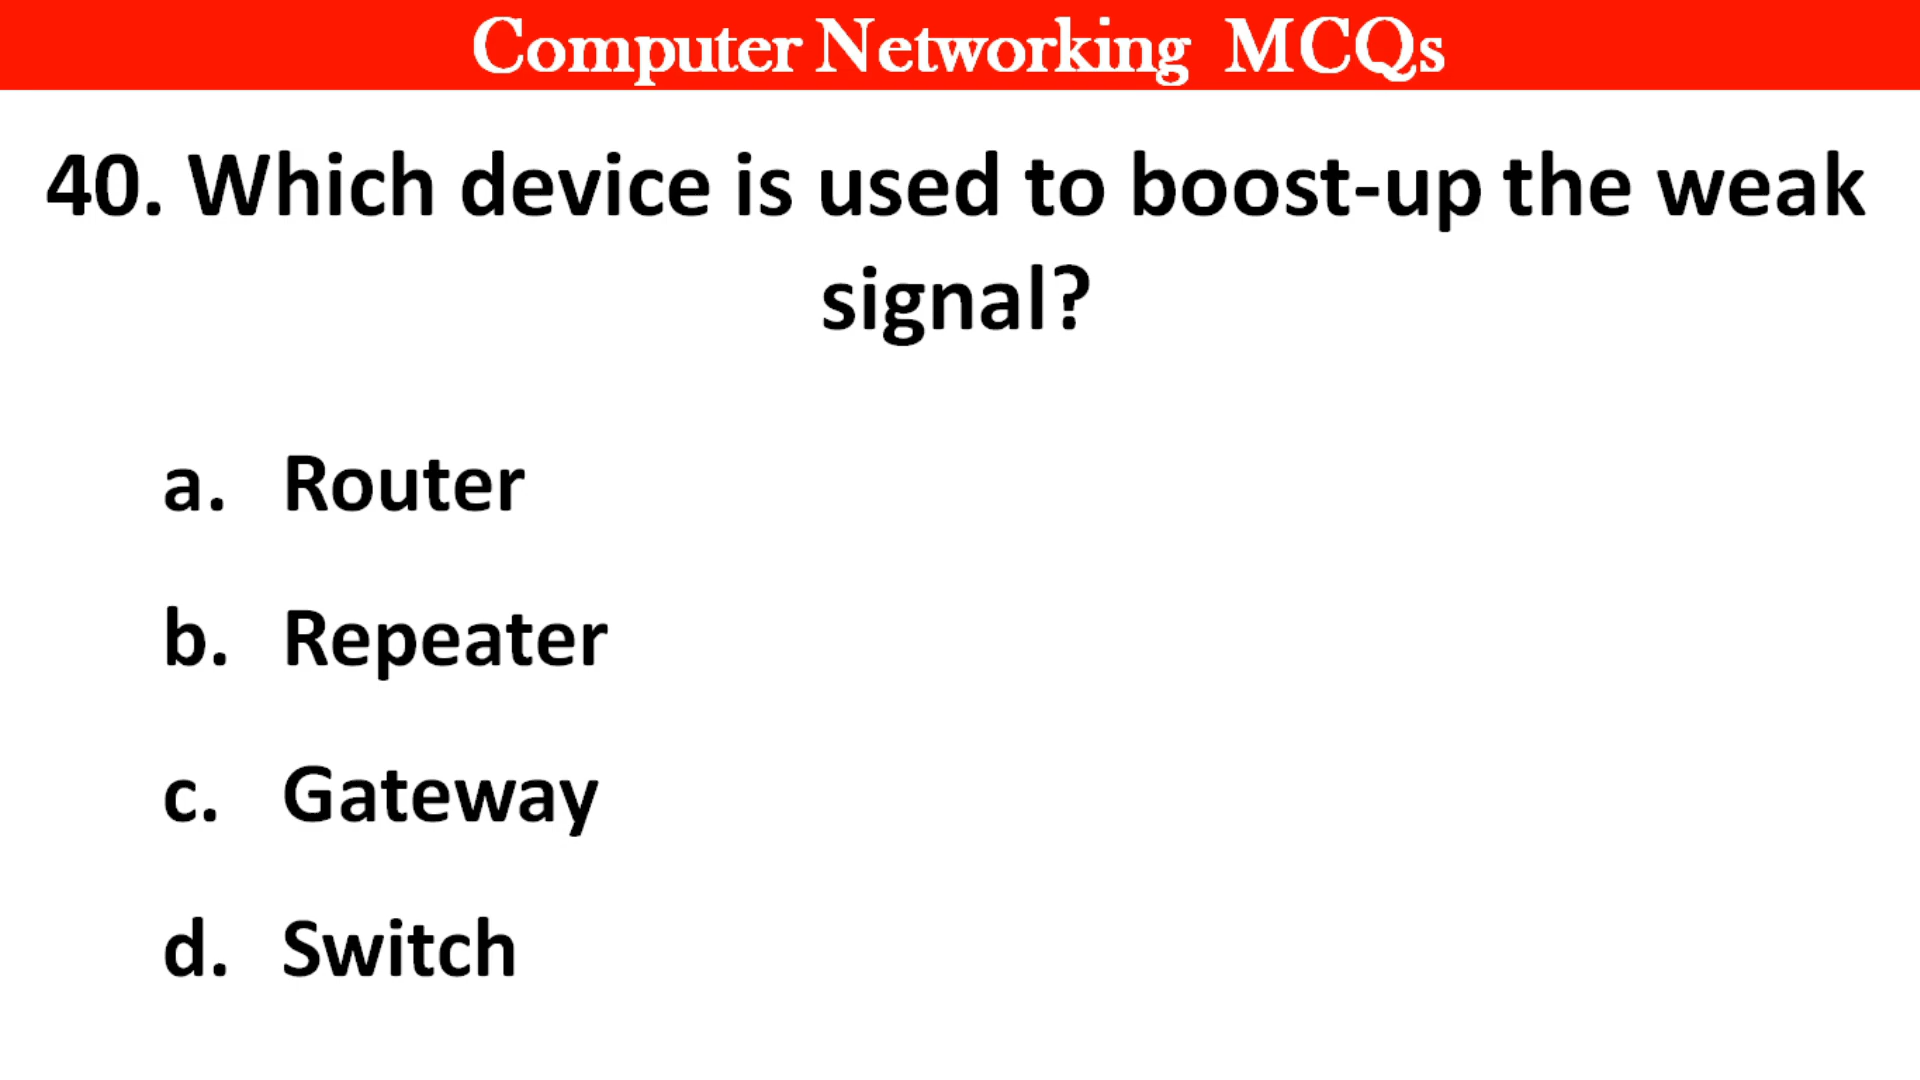 Computer Networking MCQs
40. Which device is used to boost-up the weak
signal?
a. Router
b. Repeater
c. Gateway
d. Switch